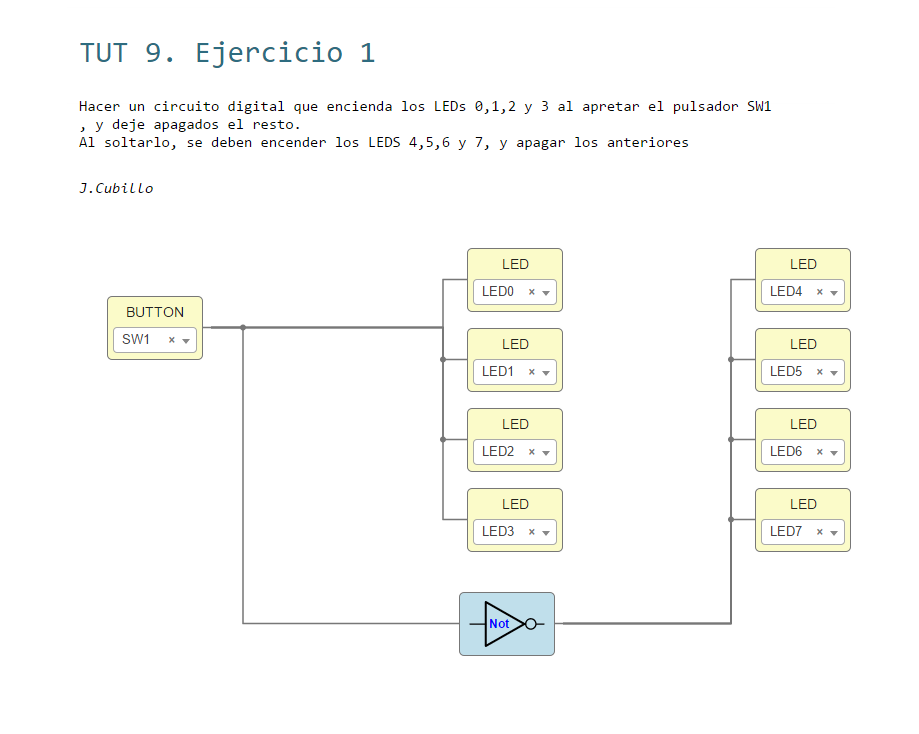 TUT 9. Ejercicio 1
Hacer un circuito digital que encienda los LEDs 0,1,2 y 3 al apretar el pulsador SW1
, y deje apagados el resto.
Al soltarlo, se deben encender los LEDS 4,5,6 y 7, y apagar los anteriores
J.Cubillo
BUTTON
SW1
LED
LED0
LED
LED1
LED
LED2
LED
LED3
LED
LED4
LED
LED5
LED
LED6
LED
LED7
Not